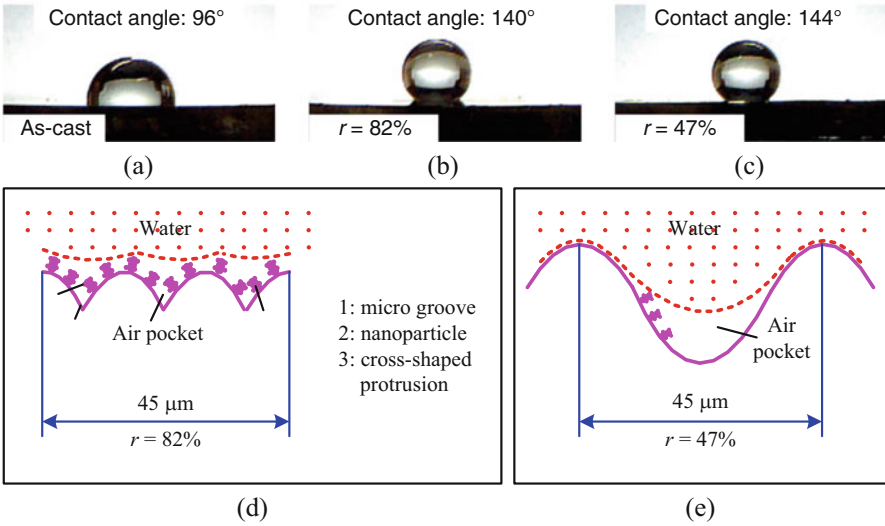 Contact angle: 96°
As-cast
(a)
Contact angle: 140°
r = 82%
(b)
Contact angle: 144°
r = 47%
(c)
Water
Air pocket
1: micro groove
2: nanoparticle
3: cross-shaped
protrusion
45 μm
r = 82%
(d)
Water
Air
pocket
45 μm
r = 47%
(e)